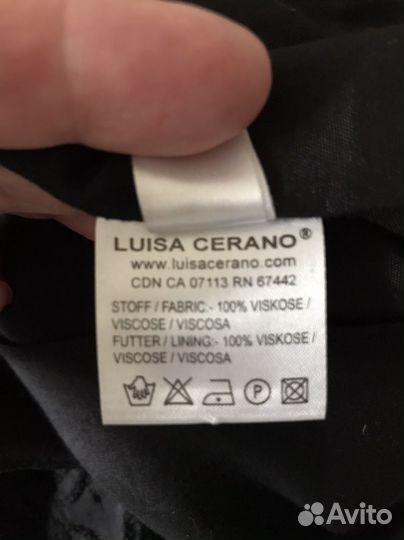 LUISA CERANO®
www.luisacerano.com
CDN CA 07113 RN 67442
STOFF / FABRIC:- 100% VISKOSE /
VISCOSE / VISCOSA
FUTTER / LINING:- 100% VISKOSE /
VISCOSE / VISCOSA
P
Avito